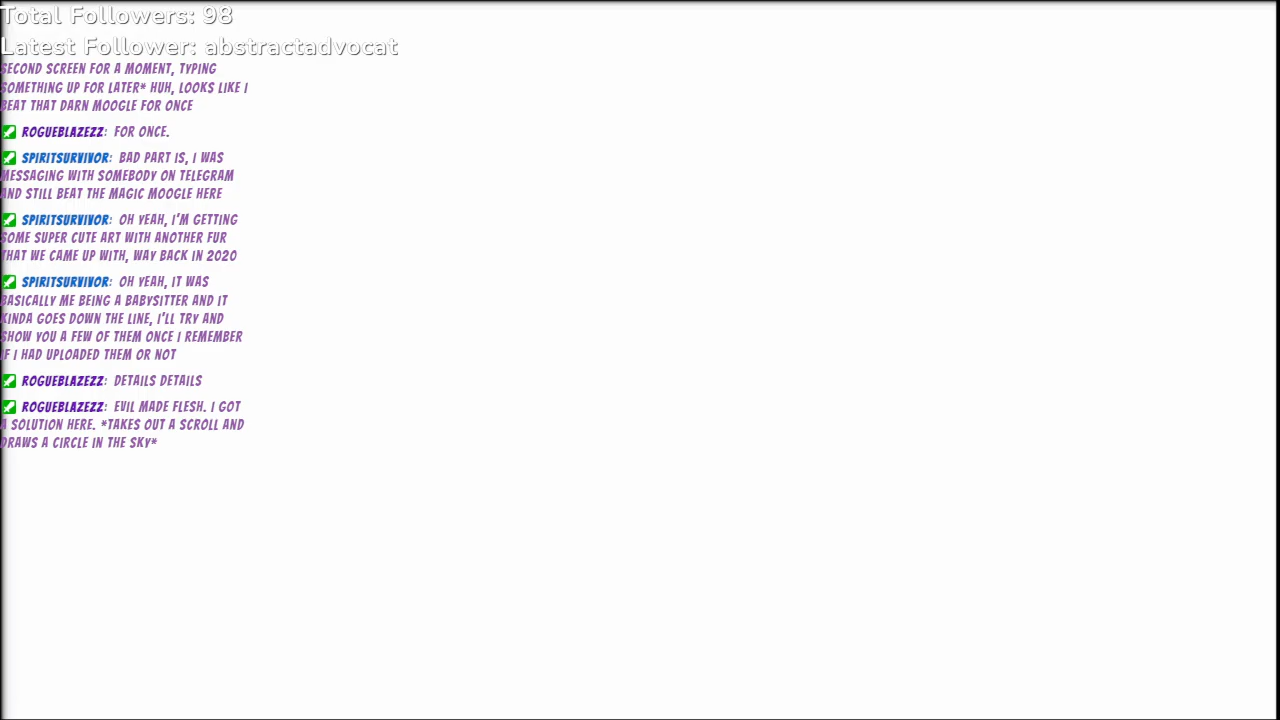 Total Followers: 98
Latest Follower: abstractadvocat
SECOND SCREEN FOR A MOMENT, TYPING
SOMETHING UP FOR LATER* HUH, LOOKS LIKE I
BEAT THAT DARN MOOGLE FOR ONCE
ROGUEBLAZEZZ: FOR ONCE.
SPIRITSURVIVOR: BAD PART IS, I WAS
MESSAGING WITH SOMEBODY ON TELEGRAM
AND STILL BEAT THE MAGIC MOOGLE HERE
SPIRITSURVIVOR: OH YEAH, I'M GETTING
SOME SUPER CUTE ART WITH ANOTHER FUR
THAT WE CAME UP WITH, WAY BACK IN 2020
SPIRITSURVIVOR: OH YEAH, IT WAS
BASICALLY ME BEING A BABYSITTER AND IT
KINDA GOES DOWN THE LINE, I'LL TRY AND
SHOW YOU A FEW OF THEM ONCE I REMEMBER
IF I HAD UPLOADED THEM OR NOT
ROGUEBLAZEZZ: DETAILS DETAILS
ROGUEBLAZEZZ: EVIL MADE FLESH. I GOT
A SOLUTION HERE. *TAKES OUT A SCROLL AND
DRAWS A CIRCLE IN THE SKY*